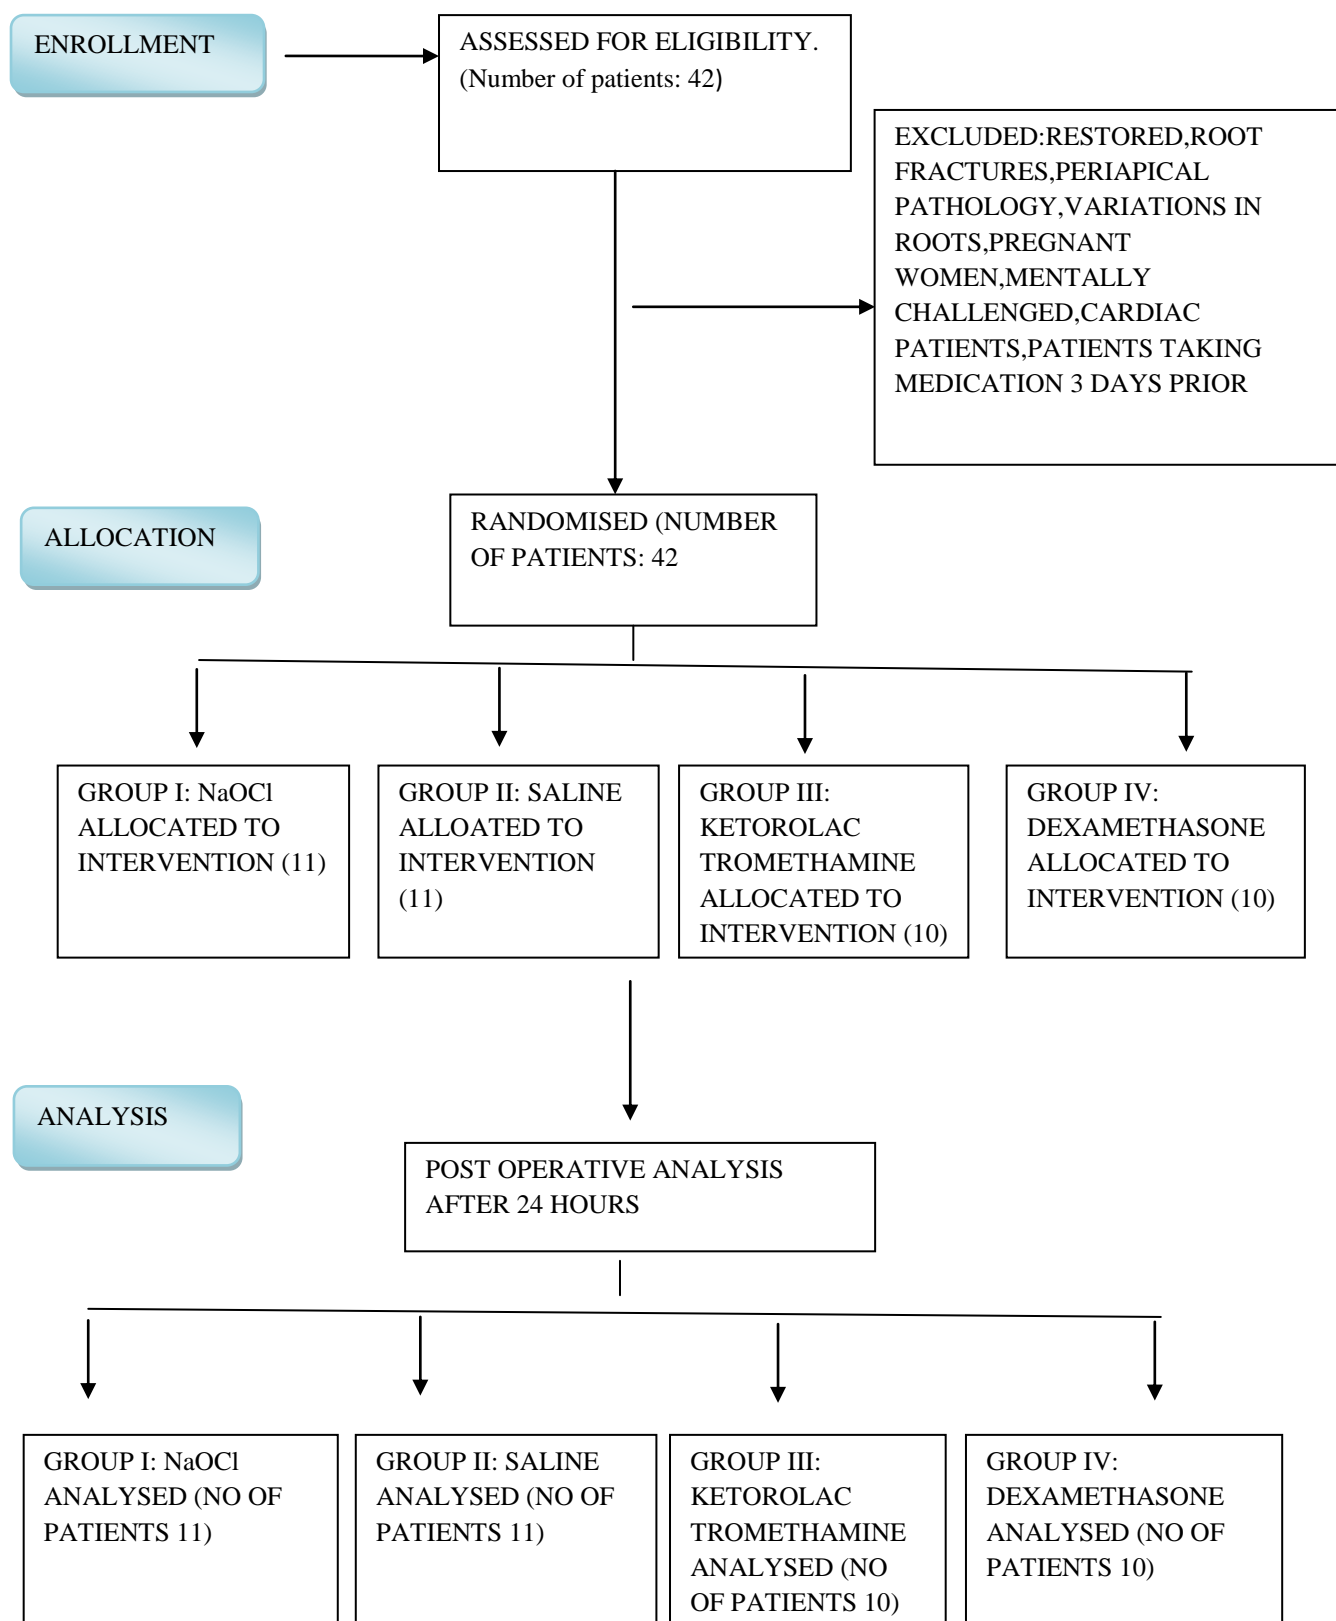 ENROLLMENT
ASSESSED FOR ELIGIBILITY.
(Number of patients: 42)
EXCLUDED:RESTORED,ROOT
FRACTURES,PERIAPICAL
PATHOLOGY,VARIATIONS IN
ROOTS,PREGNANT
WOMEN,MENTALLY
CHALLENGED,CARDIAC
PATIENTS,PATIENTS TAKING
MEDICATION 3 DAYS PRIOR
ALLOCATION
RANDOMISED (NUMBER
OF PATIENTS: 42
GROUP I: NaOCl
ALLOCATED TO
INTERVENTION (11)
GROUP II: SALINE
ALLOATED TO
INTERVENTION
(11)
GROUP III:
KETOROLAC
TROMETHAMINE
ALLOCATED TO
INTERVENTION (10)
GROUP IV:
DEXAMETHASONE
ALLOCATED TO
INTERVENTION (10)
ANALYSIS
POST OPERATIVE ANALYSIS
AFTER 24 HOURS
GROUP I: NaOCl
ANALYSED (NO OF
PATIENTS 11)
GROUP II: SALINE
ANALYSED (NO OF
PATIENTS 11)
GROUP III:
KETOROLAC
TROMETHAMINE
ANALYSED (NO
OF PATIENTS 10)
GROUP IV:
DEXAMETHASONE
ANALYSED (NO OF
PATIENTS 10)